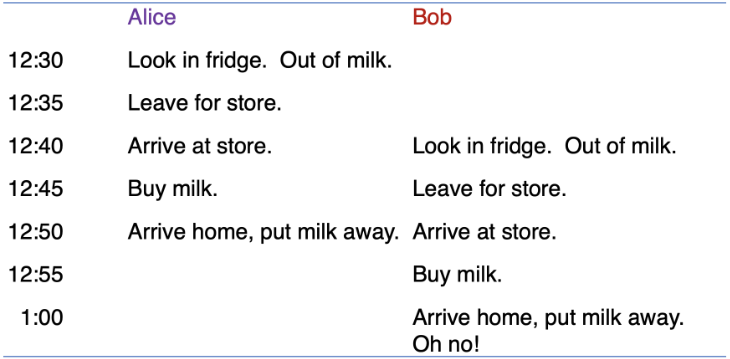 Alice Bob
12:30 Look in fridge. Out of milk.
12:35 Leave for store.
12:40 Arrive at store. Look in fridge. Out of milk.
12:45 Buy milk. Leave for store.
12:50 Arrive home, put milk away. Arrive at store.
12:55 Buy milk.
1:00 Arrive home, put milk away.
Oh no!